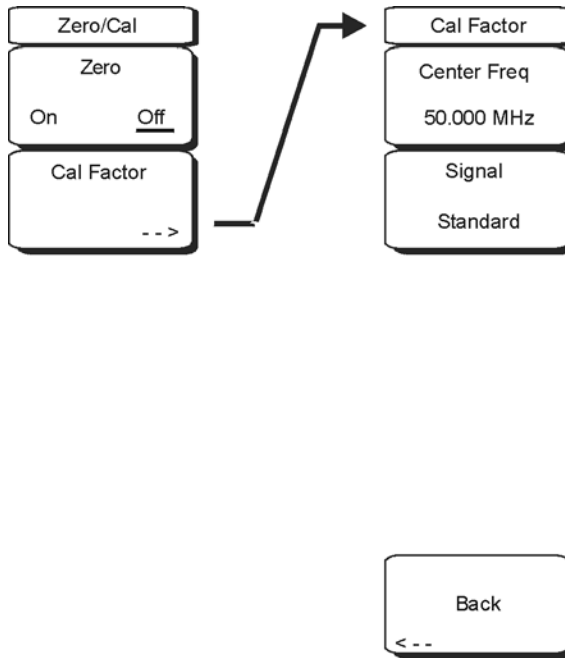 Zero/Cal
Zero
On Off
Cal Factor
-->
Cal Factor
Center Freq
50.000 MHz
Signal
Standard
Back
<--